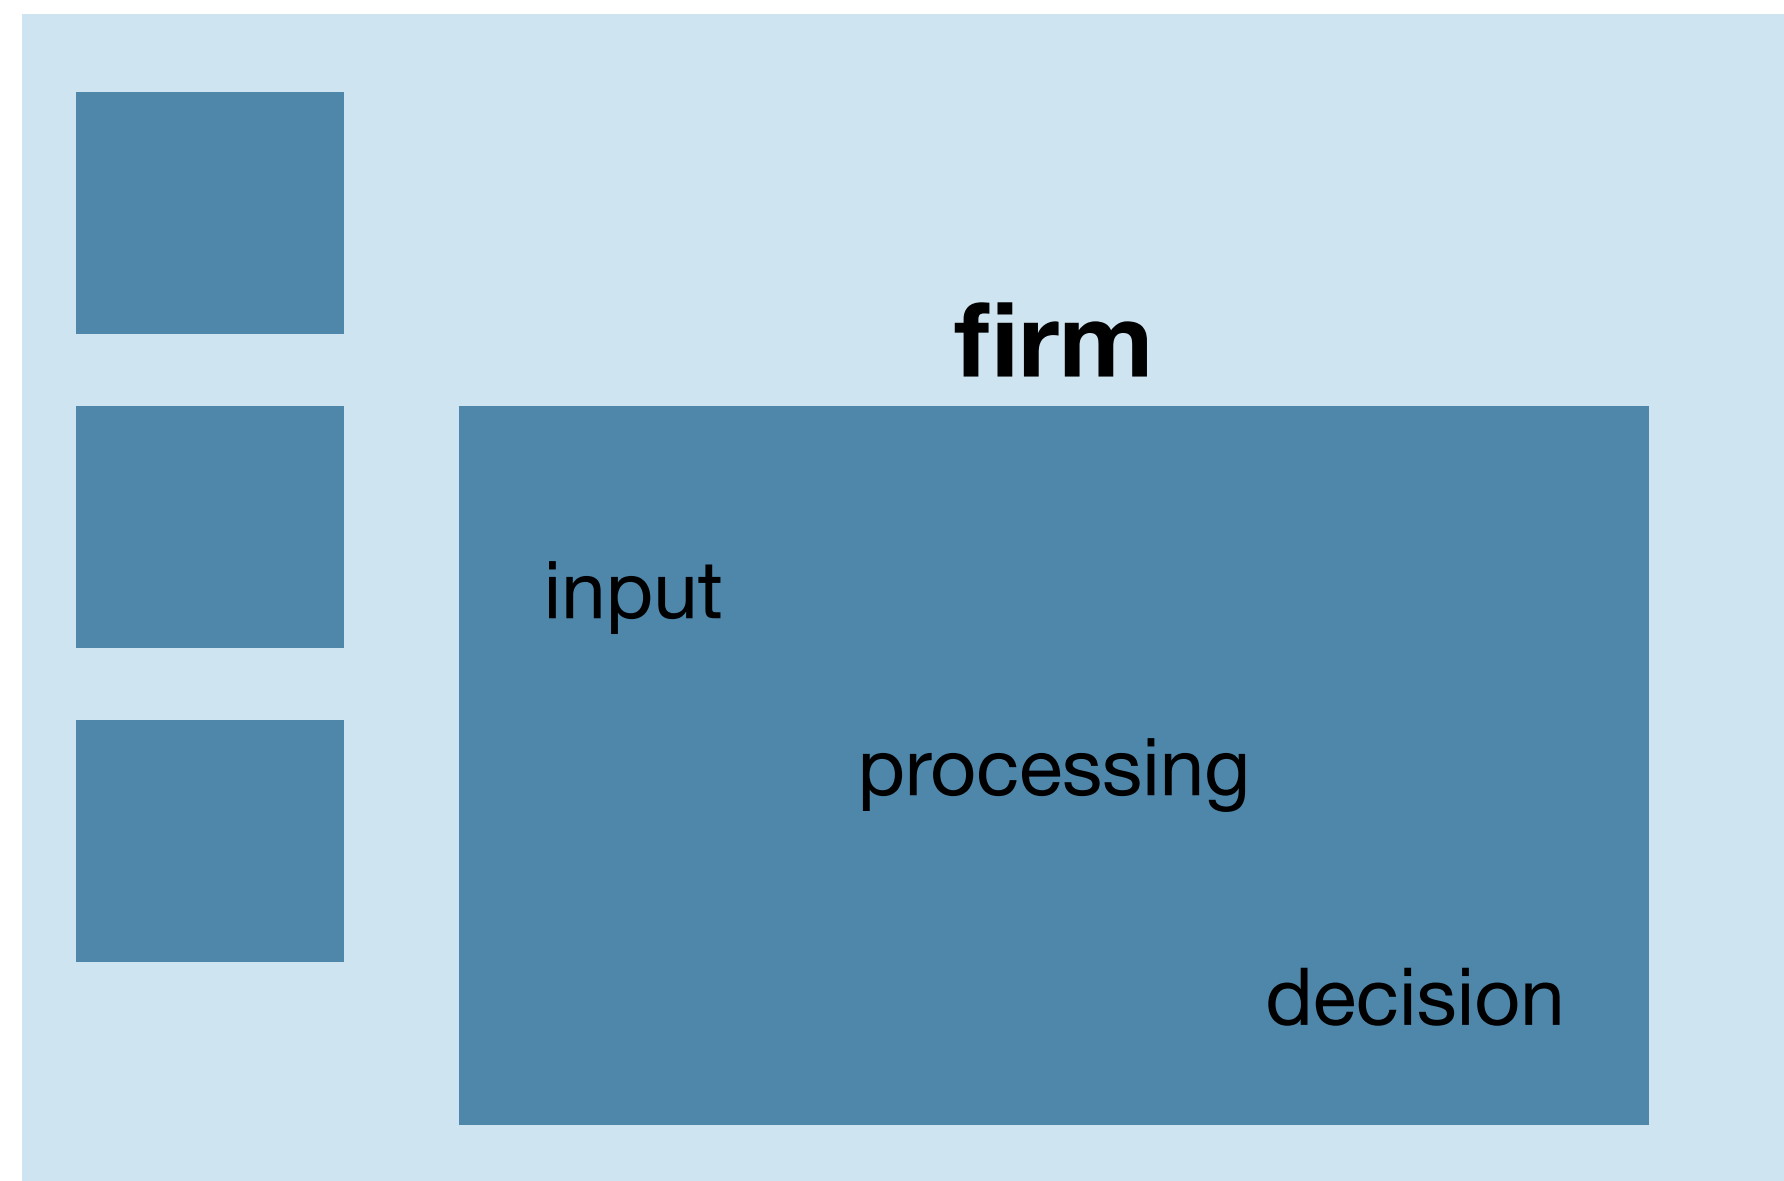 firm
input
processing
decision